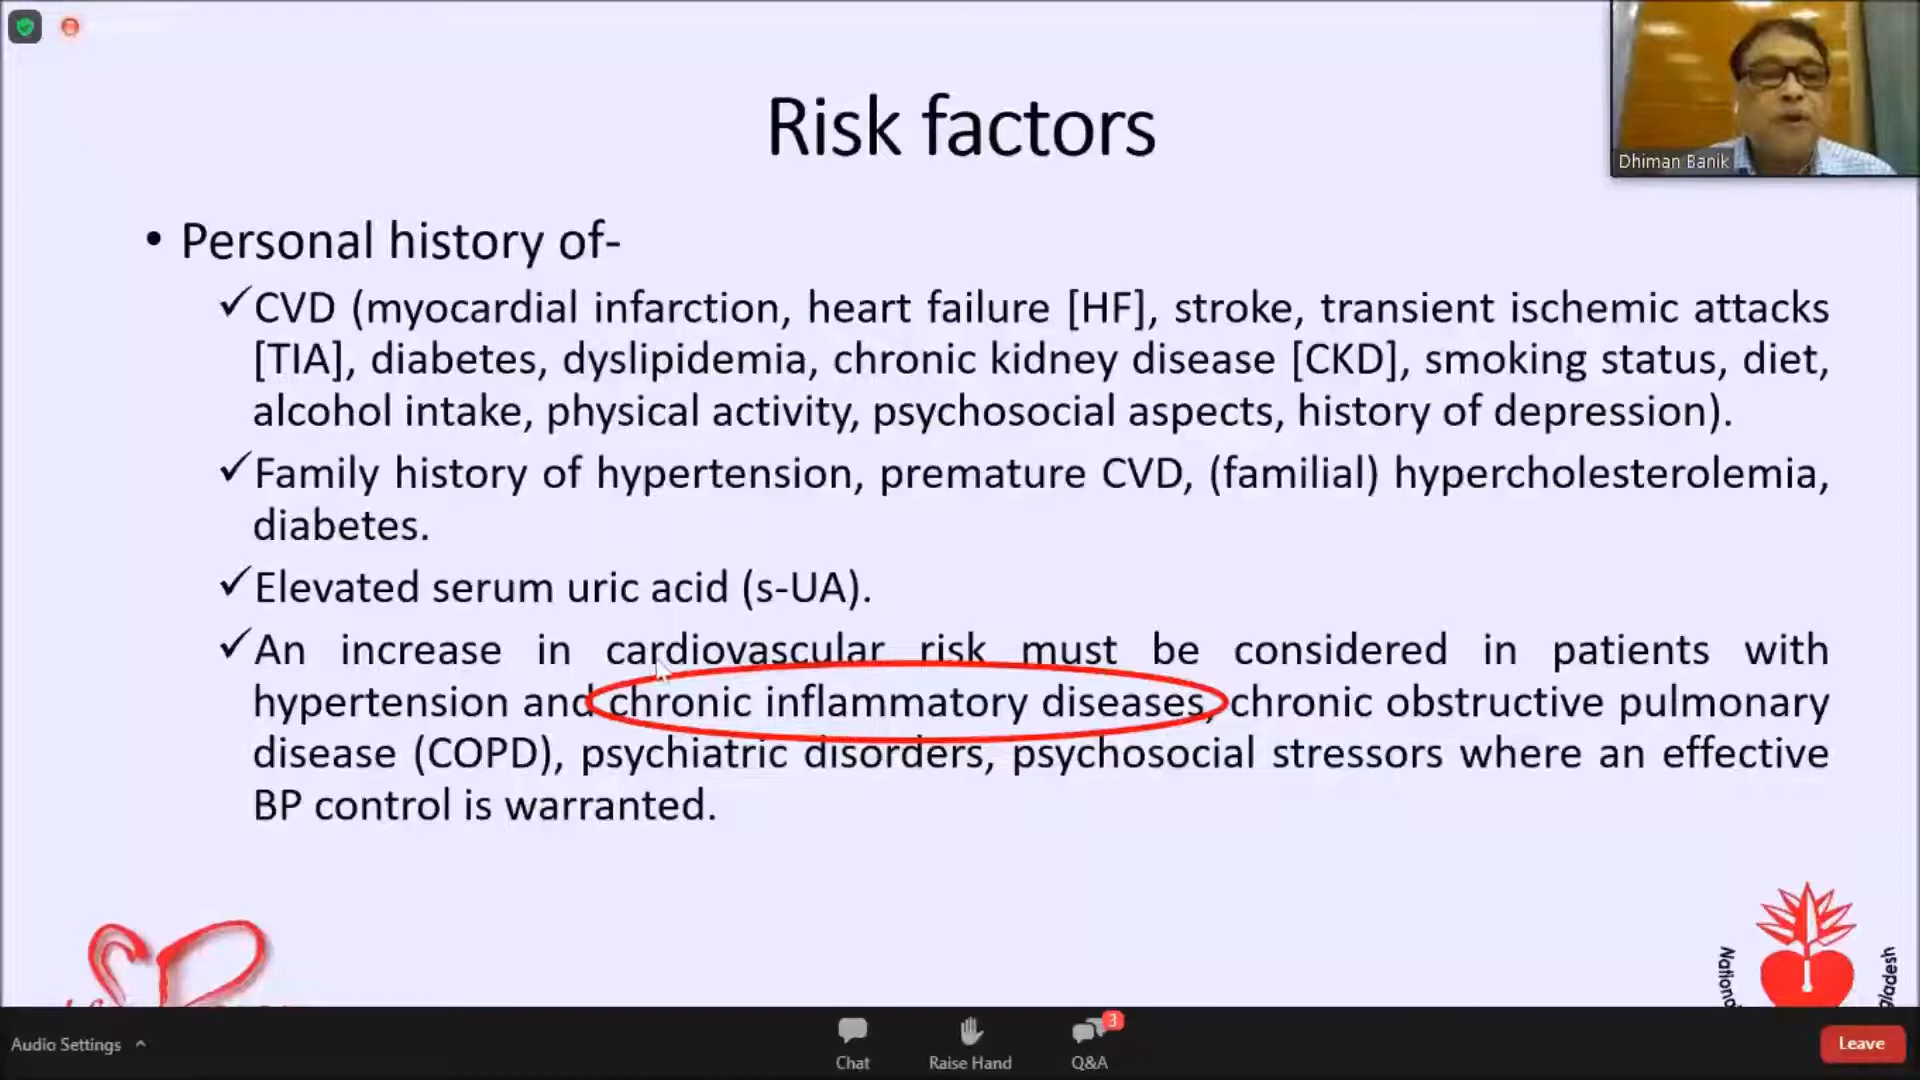 Risk factors
Dhiman Banik
• Personal history of-
✓CVD (myocardial infarction, heart failure [HF], stroke, transient ischemic attacks
[TIA], diabetes, dyslipidemia, chronic kidney disease [CKD], smoking status, diet,
alcohol intake, physical activity, psychosocial aspects, history of depression).
✓Family history of hypertension, premature CVD, (familial) hypercholesterolemia,
diabetes.
✓Elevated serum uric acid (s-UA).
✓An increase in cardiovascular risk must be considered in patients with
hypertension and chronic inflammatory diseases, chronic obstructive pulmonary
disease (COPD), psychiatric disorders, psychosocial stressors where an effective
BP control is warranted.
Audio Settings
Chat
Raise Hand
3
Q&A
Leave